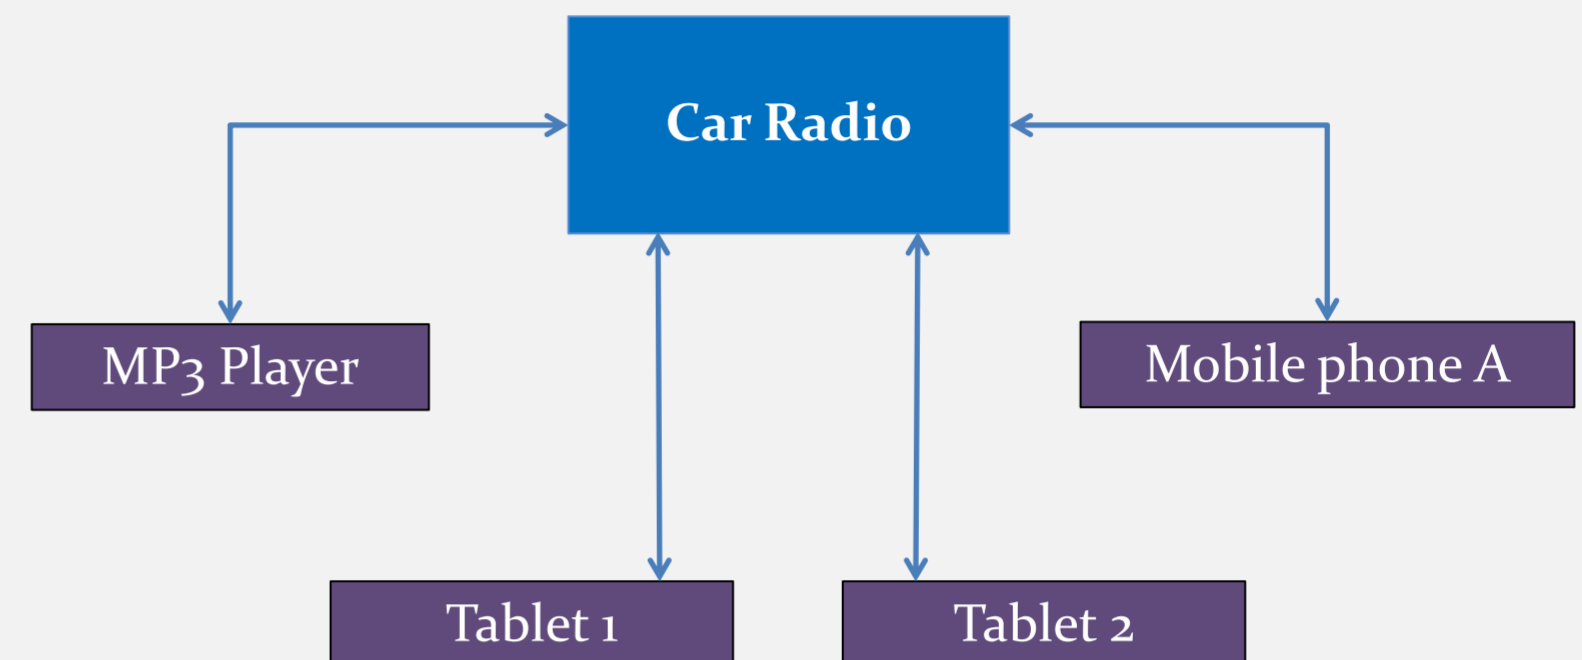 Car Radio
MP3 Player
Mobile phone A
Tablet 1
Tablet 2